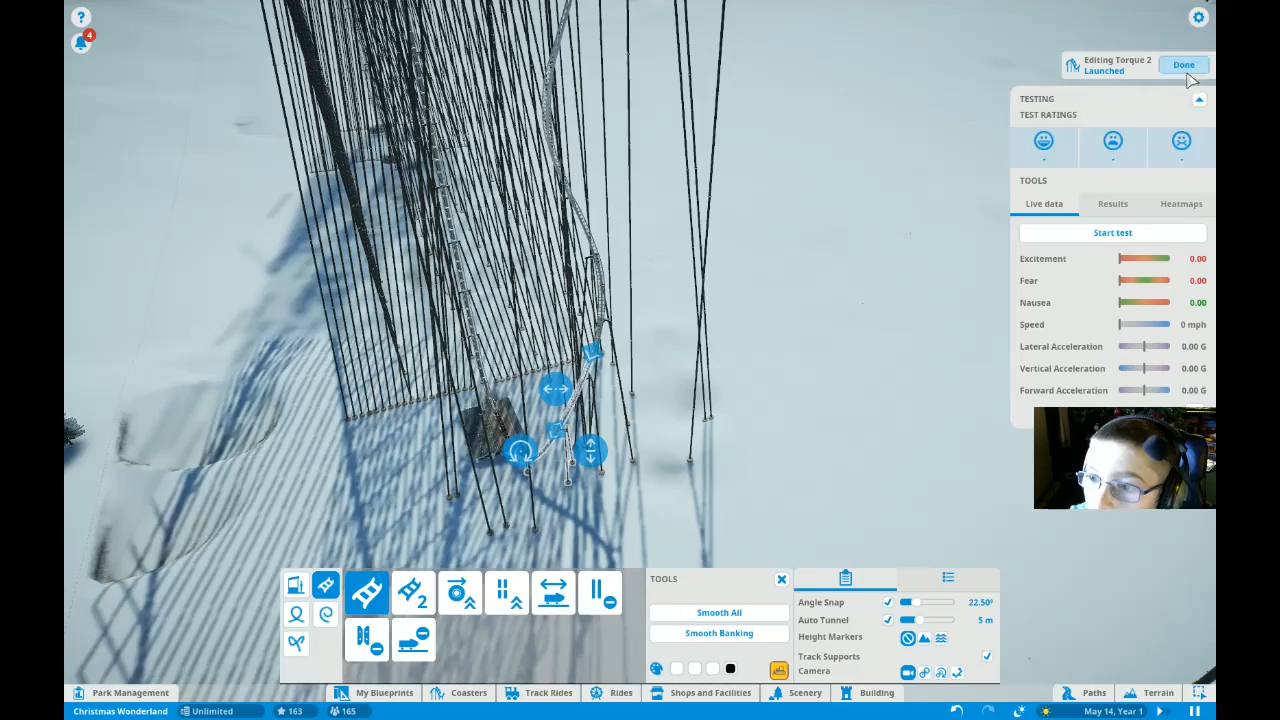 ?
4
Editing Torque 2
Launched
Done
TESTING
TEST RATINGS
- - -
TOOLS
Live data Results Heatmaps
Start test
Excitement 0.00
Fear 0.00
Nausea 0.00
Speed 0 mph
Lateral Acceleration 0.00 G
Vertical Acceleration 0.00 G
Forward Acceleration 0.00 G
2
TOOLS
Smooth All
Smooth Banking
Angle Snap 22.50º
Auto Tunnel 5 m
Height Markers
Track Supports
Camera
Park Management My Blueprints Coasters Track Rides Rides Shops and Facilities Scenery Building Paths Terrain
Christmas Wonderland Unlimited 163 165 May 14, Year 1